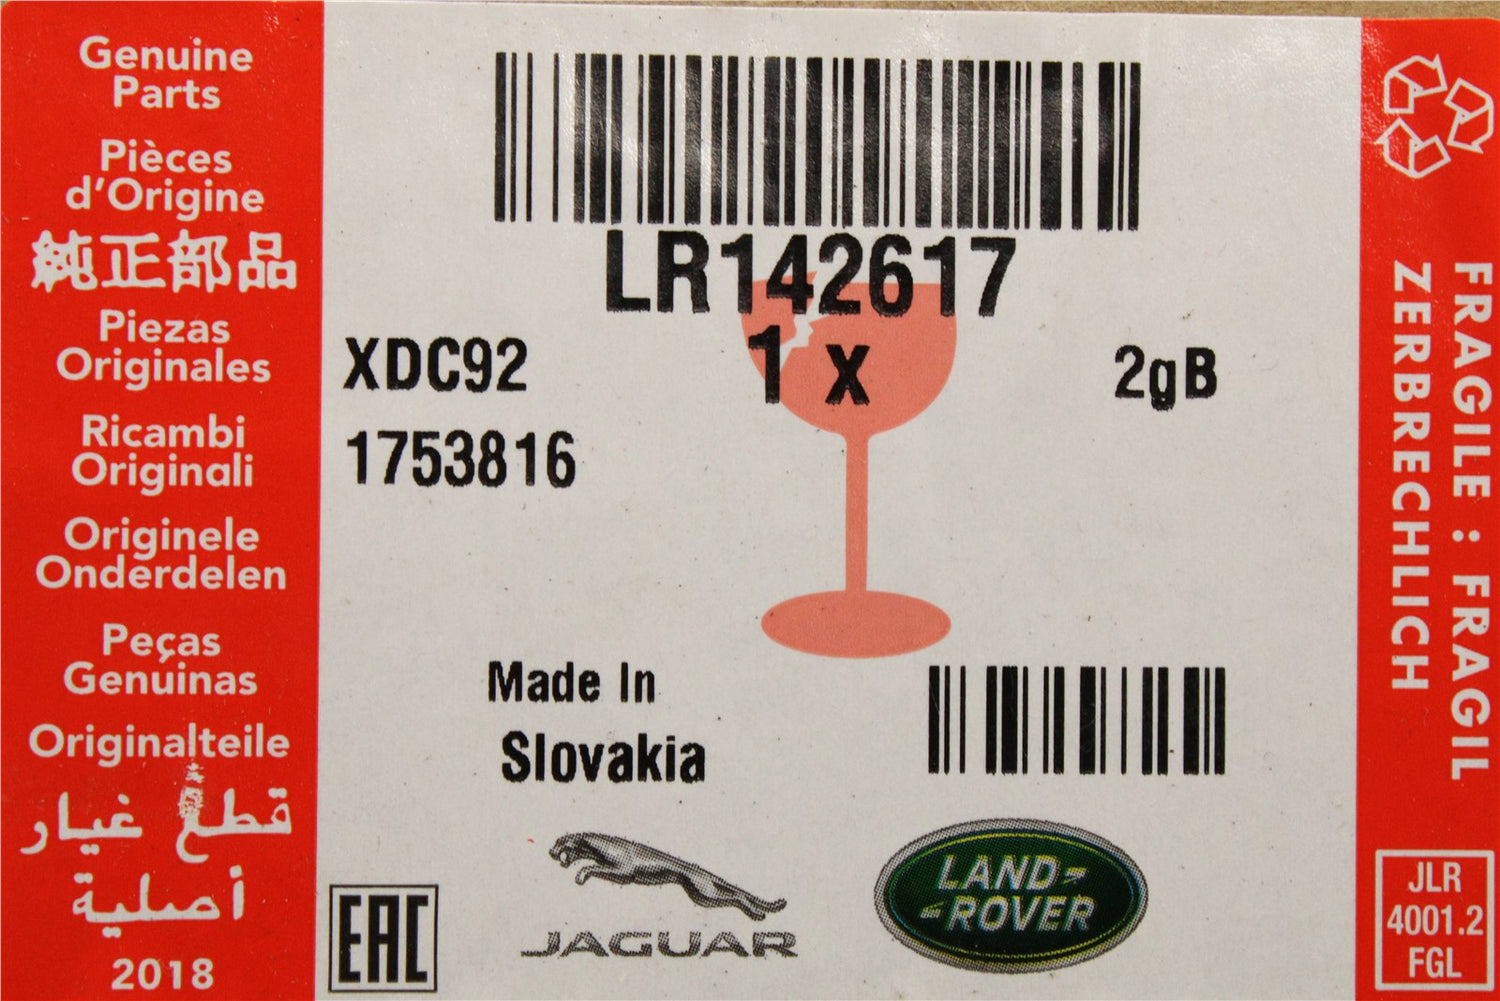 Genuine
Parts
Pièces
d'Origine
純正部品
Piezas
Originales
Ricambi
Originali
Originele
Onderdelen
Peças
Genuinas
Originalteile
قطع غيار
أصلية
2018
LR142617
XDC92
1 x
2gB
1753816
Made In
Slovakia
EAC
JAGUAR
LAND
ROVER
FRAGILE : FRAGIL
ZERBRECHLICH
JLR
4001.2
FGL